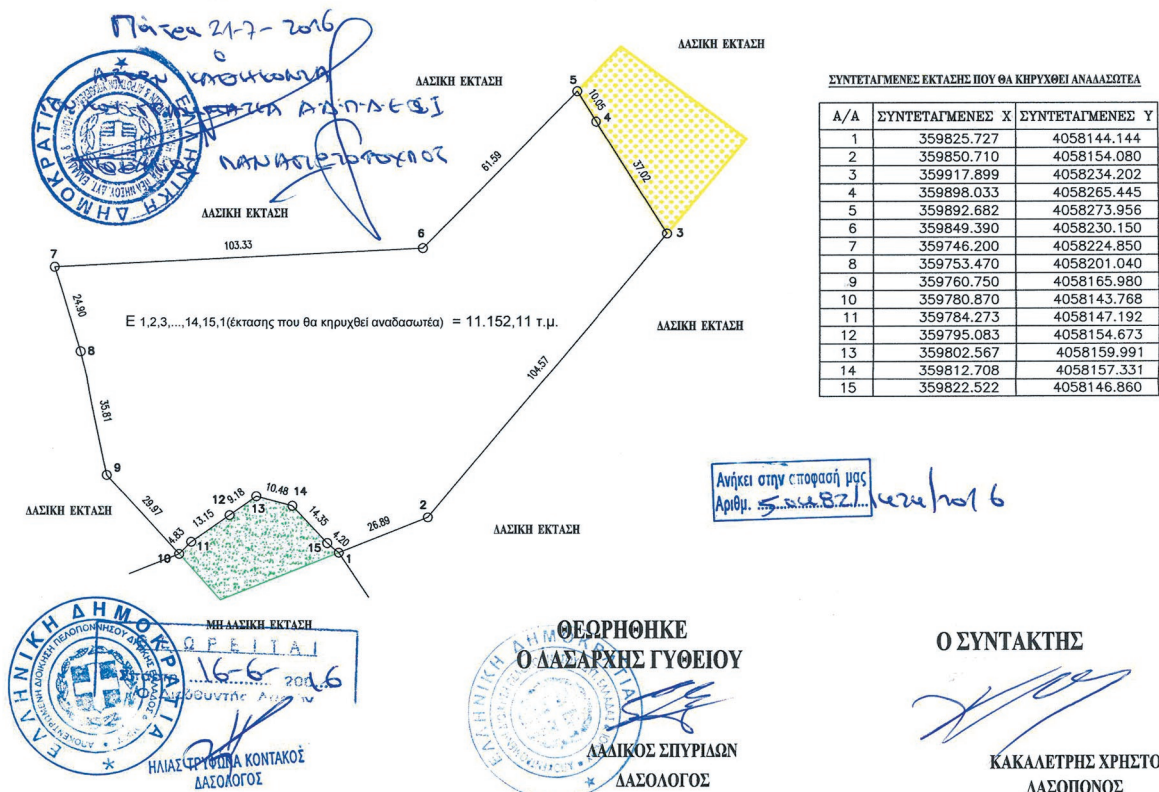 Πάτρα 21-7-2016
Ο
ΕΛΛΗΝΙΚΗ ΔΗΜΟΚΡΑΤΙΑ
ΔΑΣΙΚΗ ΕΚΤΑΣΗ
ΔΑΣΙΚΗ ΕΚΤΑΣΗ
ΔΑΣΙΚΗ ΕΚΤΑΣΗ
5
10.05
4
37.02
3
61.59
6
103.33
7
24.90
8
35.81
9
Ε 1,2,3,...,14,15,1(έκτασης που θα κηρυχθεί αναδασωτέα) = 11.152,11 τ.μ.
104.57
ΔΑΣΙΚΗ ΕΚΤΑΣΗ
ΔΑΣΙΚΗ ΕΚΤΑΣΗ
29.97
10
4.83
11
13.15
12
9.18
13
10.48
14
14.35
15
4.20
1
26.89
2
ΔΑΣΙΚΗ ΕΚΤΑΣΗ
ΜΗ ΔΑΣΙΚΗ ΕΚΤΑΣΗ
ΣΥΝΤΕΤΑΓΜΕΝΕΣ ΕΚΤΑΣΗΣ ΠΟΥ ΘΑ ΚΗΡΥΧΘΕΙ ΑΝΑΔΑΣΩΤΕΑ
Α/Α ΣΥΝΤΕΤΑΓΜΕΝΕΣ Χ ΣΥΝΤΕΤΑΓΜΕΝΕΣ Υ
1 359825.727 4058144.144
2 359850.710 4058154.080
3 359917.899 4058234.202
4 359898.033 4058265.445
5 359892.682 4058273.956
6 359849.390 4058230.150
7 359746.200 4058224.850
8 359753.470 4058201.040
9 359760.750 4058165.980
10 359780.870 4058143.768
11 359784.273 4058147.192
12 359795.083 4058154.673
13 359802.567 4058159.991
14 359812.708 4058157.331
15 359822.522 4058146.860
Ανήκει στην απόφασή μας
Αριθμ.
ΕΛΛΗΝΙΚΗ ΔΗΜΟΚΡΑΤΙΑ
ΘΕΩΡΕΙΤΑΙ
16-6
Ο Διευθυντής
ΗΛΙΑΣ ΤΡΥΦΩΝΑ ΚΟΝΤΑΚΟΣ
ΔΑΣΟΛΟΓΟΣ
ΕΛΛΗΝΙΚΗ ΔΗΜΟΚΡΑΤΙΑ
ΘΕΩΡΗΘΗΚΕ
Ο ΔΑΣΑΡΧΗΣ ΓΥΘΕΙΟΥ
ΛΑΔΙΚΟΣ ΣΠΥΡΙΔΩΝ
ΔΑΣΟΛΟΓΟΣ
Ο ΣΥΝΤΑΚΤΗΣ
ΚΑΚΑΛΕΤΡΗΣ ΧΡΗΣΤΟ
ΔΑΣΟΠΟΝΟΣ